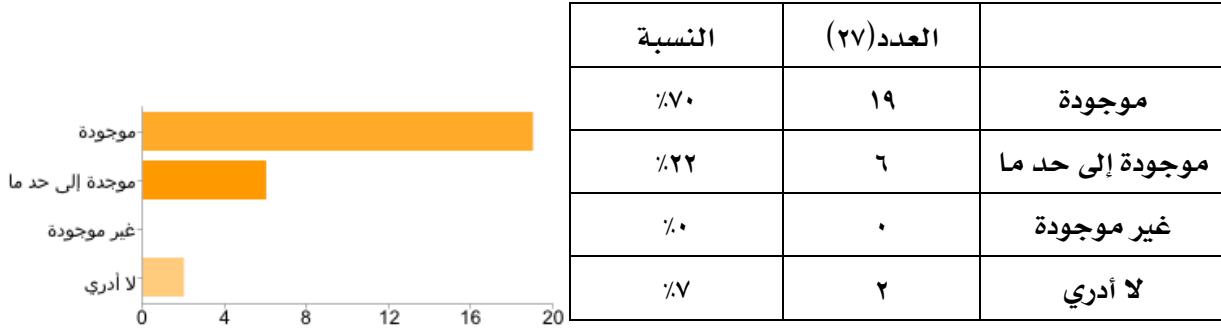 العدد(٢٧) النسبة
موجودة ١٩ ٧٠٪
موجودة إلى حد ما ٦ ٢٢٪
غير موجودة ٠ ٠٪
لا أدري ٢ ٧٪
موجودة
موجدة إلى حد ما
غير موجودة
لا أدري
0 4 8 12 16 20